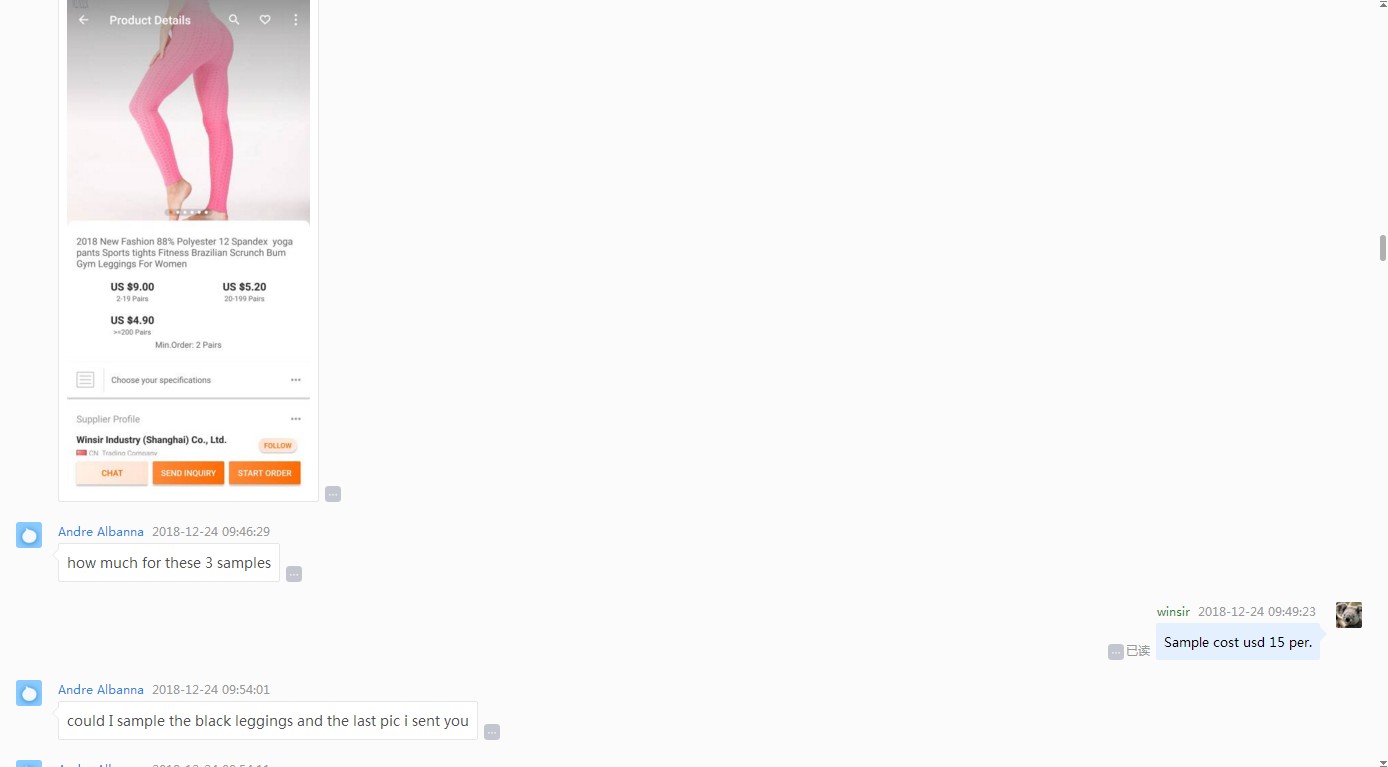 Product Details
2018 New Fashion 88% Polyester 12 Spandex yoga
pants Sports tights Fitness Brazilian Scrunch Bum
Gym Leggings For Women
US $9.00
2-19 Pairs
US $5.20
20-199 Pairs
US $4.90
>=200 Pairs
Min.Order: 2 Pairs
Choose your specifications
Supplier Profile
Winsir Industry (Shanghai) Co., Ltd.
FOLLOW
CN Trading Company
CHAT
SEND INQUIRY
START ORDER
Andre Albanna 2018-12-24 09:46:29
how much for these 3 samples
winsir 2018-12-24 09:49:23
已读
Sample cost usd 15 per.
Andre Albanna 2018-12-24 09:54:01
could I sample the black leggings and the last pic i sent you